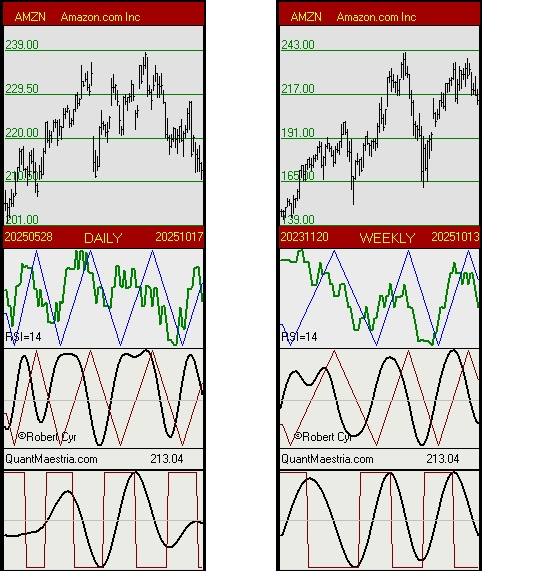 AMZN Amazon.com Inc
239.00
229.50
220.00
210.50
201.00
20250528 DAILY 20251017
RSI=14
©Robert Cyr
QuantMaestria.com 213.04
AMZN Amazon.com Inc
243.00
217.00
191.00
165.00
139.00
20231120 WEEKLY 20251013
RSI=14
©Robert Cyr
QuantMaestria.com 213.04